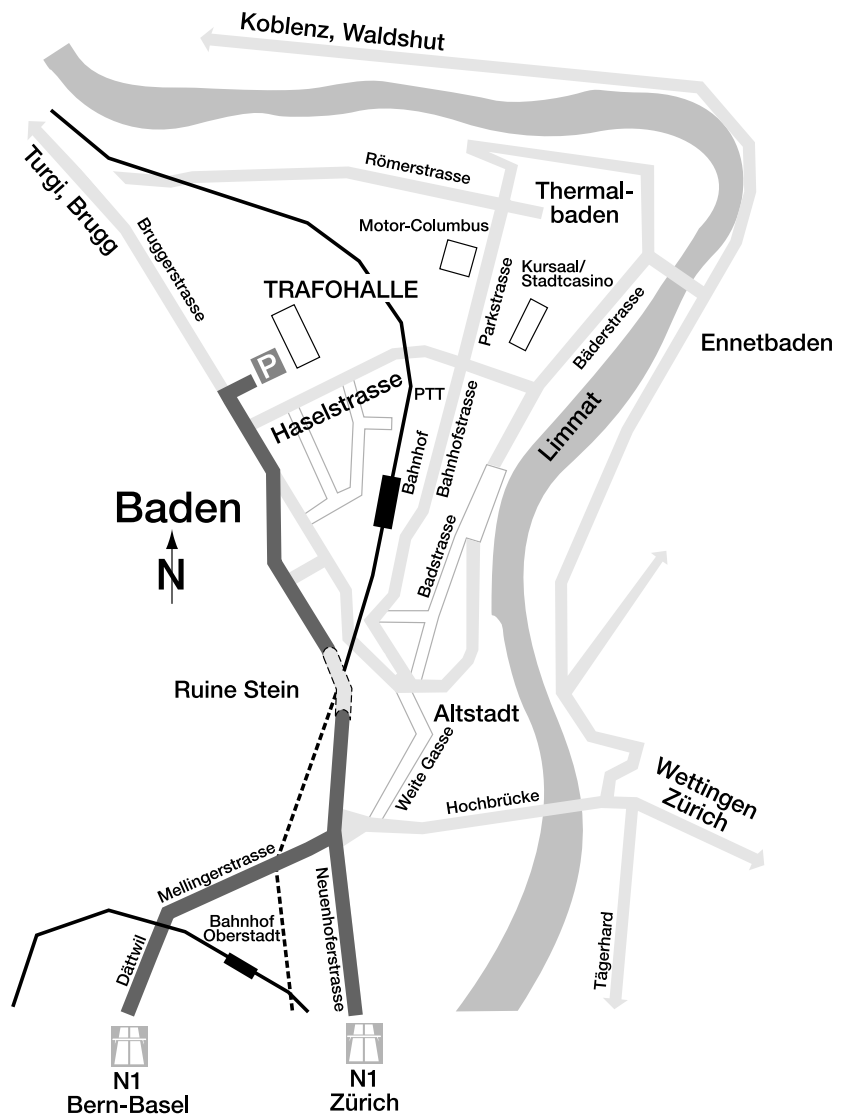 Koblenz, Waldshut
Turgi, Brugg
Römerstrasse
Thermal-
baden
Motor-Columbus
Bruggerstrasse
Kursaal/
Stadtcasino
TRAFOHALLE
Parkstrasse
Bäderstrasse
Ennetbaden
P
Haselstrasse
PTT
Bahnhof
Bahnhofstrasse
Limmat
Baden
N
Badstrasse
Ruine Stein
Altstadt
Weite Gasse
Hochbrücke
Wettingen
Zürich
Mellingerstrasse
Neuenhoferstrasse
Bahnhof
Oberstadt
Dättwil
Tägerhard
N1
Bern-Basel
N1
Zürich